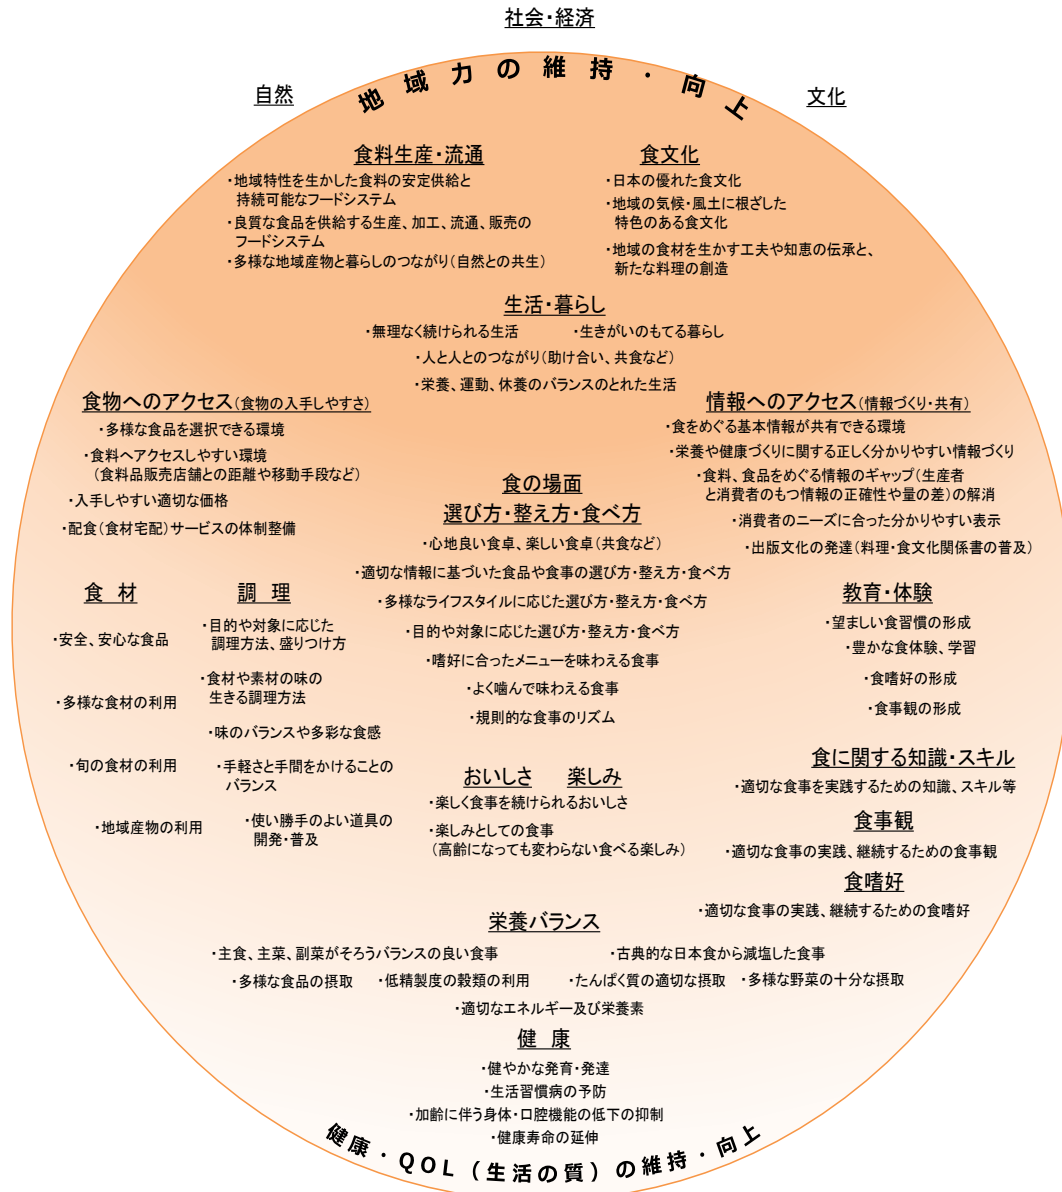 社会・経済
自然
地域力の維持・向上
文化
食料生産・流通
・地域特性を生かした食料の安定供給と
持続可能なフードシステム
・良質な食品を供給する生産、加工、流通、販売の
フードシステム
・多様な地域産物と暮らしのつながり(自然との共生)
食文化
・日本の優れた食文化
・地域の気候・風土に根ざした
特色のある食文化
・地域の食材を生かす工夫や知恵の伝承と、
新たな料理の創造
生活・暮らし
・無理なく続けられる生活
・生きがいのもてる暮らし
・人と人とのつながり(助け合い、共食など)
・栄養、運動、休養のバランスのとれた生活
食物へのアクセス(食物の入手しやすさ)
・多様な食品を選択できる環境
・食料へアクセスしやすい環境
(食料品販売店舗との距離や移動手段など)
・入手しやすい適切な価格
・配食(食材宅配)サービスの体制整備
情報へのアクセス(情報づくり・共有)
・食をめぐる基本情報が共有できる環境
・栄養や健康づくりに関する正しく分かりやすい情報づくり
・食料、食品をめぐる情報のギャップ(生産者
と消費者のもつ情報の正確性や量の差)の解消
・消費者のニーズに合った分かりやすい表示
・出版文化の発達(料理・食文化関係書の普及)
食の場面
選び方・整え方・食べ方
・心地良い食卓、楽しい食卓(共食など)
・適切な情報に基づいた食品や食事の選び方・整え方・食べ方
・多様なライフスタイルに応じた選び方・整え方・食べ方
・目的や対象に応じた選び方・整え方・食べ方
・嗜好に合ったメニューを味わえる食事
・よく噛んで味わえる食事
・規則的な食事のリズム
食 材
・安全、安心な食品
・多様な食材の利用
・旬の食材の利用
・地域産物の利用
調 理
・目的や対象に応じた
調理方法、盛りつけ方
・食材や素材の味の
生きる調理方法
・味のバランスや多彩な食感
・手軽さと手間をかけることの
バランス
・使い勝手のよい道具の
開発・普及
教育・体験
・望ましい食習慣の形成
・豊かな食体験、学習
・食嗜好の形成
・食事観の形成
食に関する知識・スキル
・適切な食事を実践するための知識、スキル等
食事観
・適切な食事の実践、継続するための食事観
食嗜好
・適切な食事の実践、継続するための食嗜好
おいしさ 楽しみ
・楽しく食事を続けられるおいしさ
・楽しみとしての食事
(高齢になっても変わらない食べる楽しみ)
栄養バランス
・主食、主菜、副菜がそろうバランスの良い食事
・古典的な日本食から減塩した食事
・多様な食品の摂取
・低精製度の穀類の利用
・たんぱく質の適切な摂取
・多様な野菜の十分な摂取
・適切なエネルギー及び栄養素
健 康
・健やかな発育・発達
・生活習慣病の予防
・加齢に伴う身体・口腔機能の低下の抑制
・健康寿命の延伸
健康・QOL(生活の質)の維持・向上